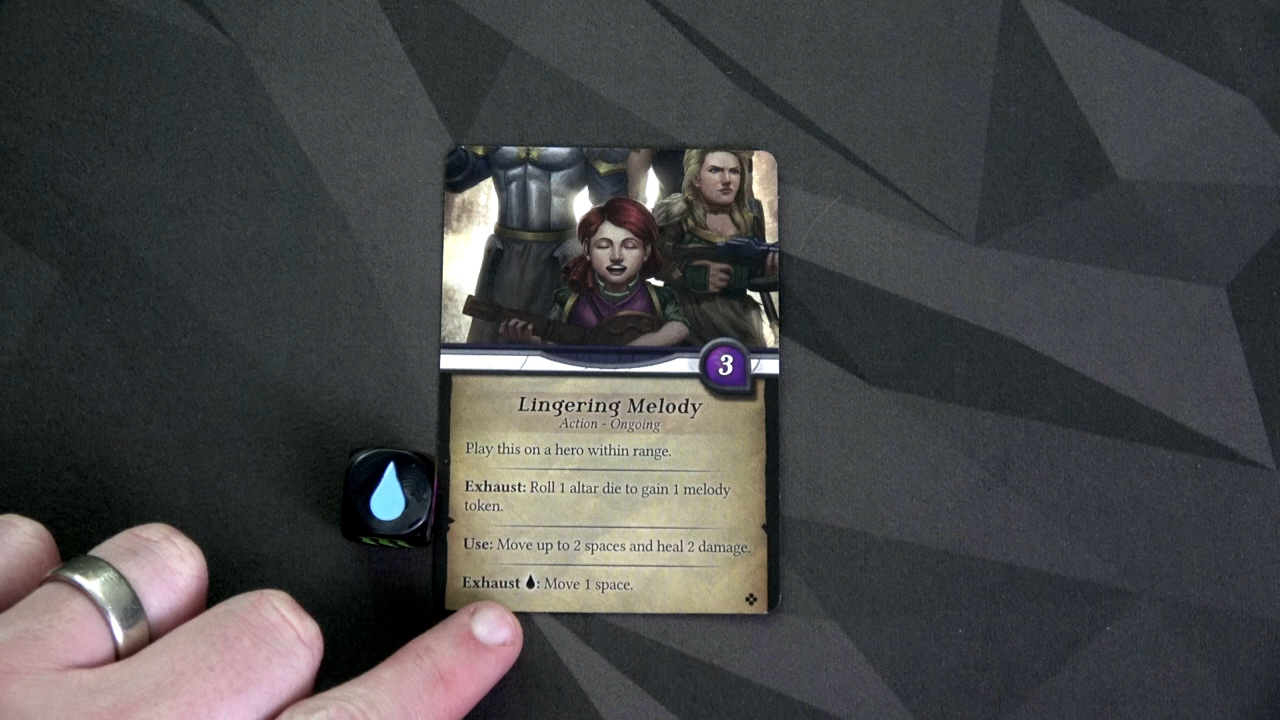 3
Lingering Melody
Action - Ongoing
Play this on a hero within range.
Exhaust: Roll 1 altar die to gain 1 melody
token.
Use: Move up to 2 spaces and heal 2 damage.
Exhaust : Move 1 space.